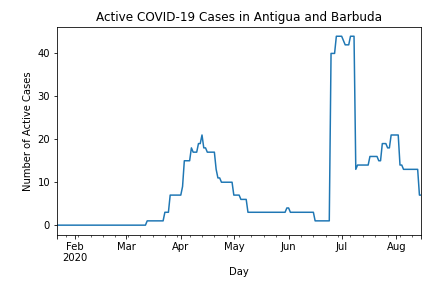 Active COVID-19 Cases in Antigua and Barbuda
Number of Active Cases
40
30
20
10
0
Feb Mar Apr May Jun Jul Aug
2020
Day